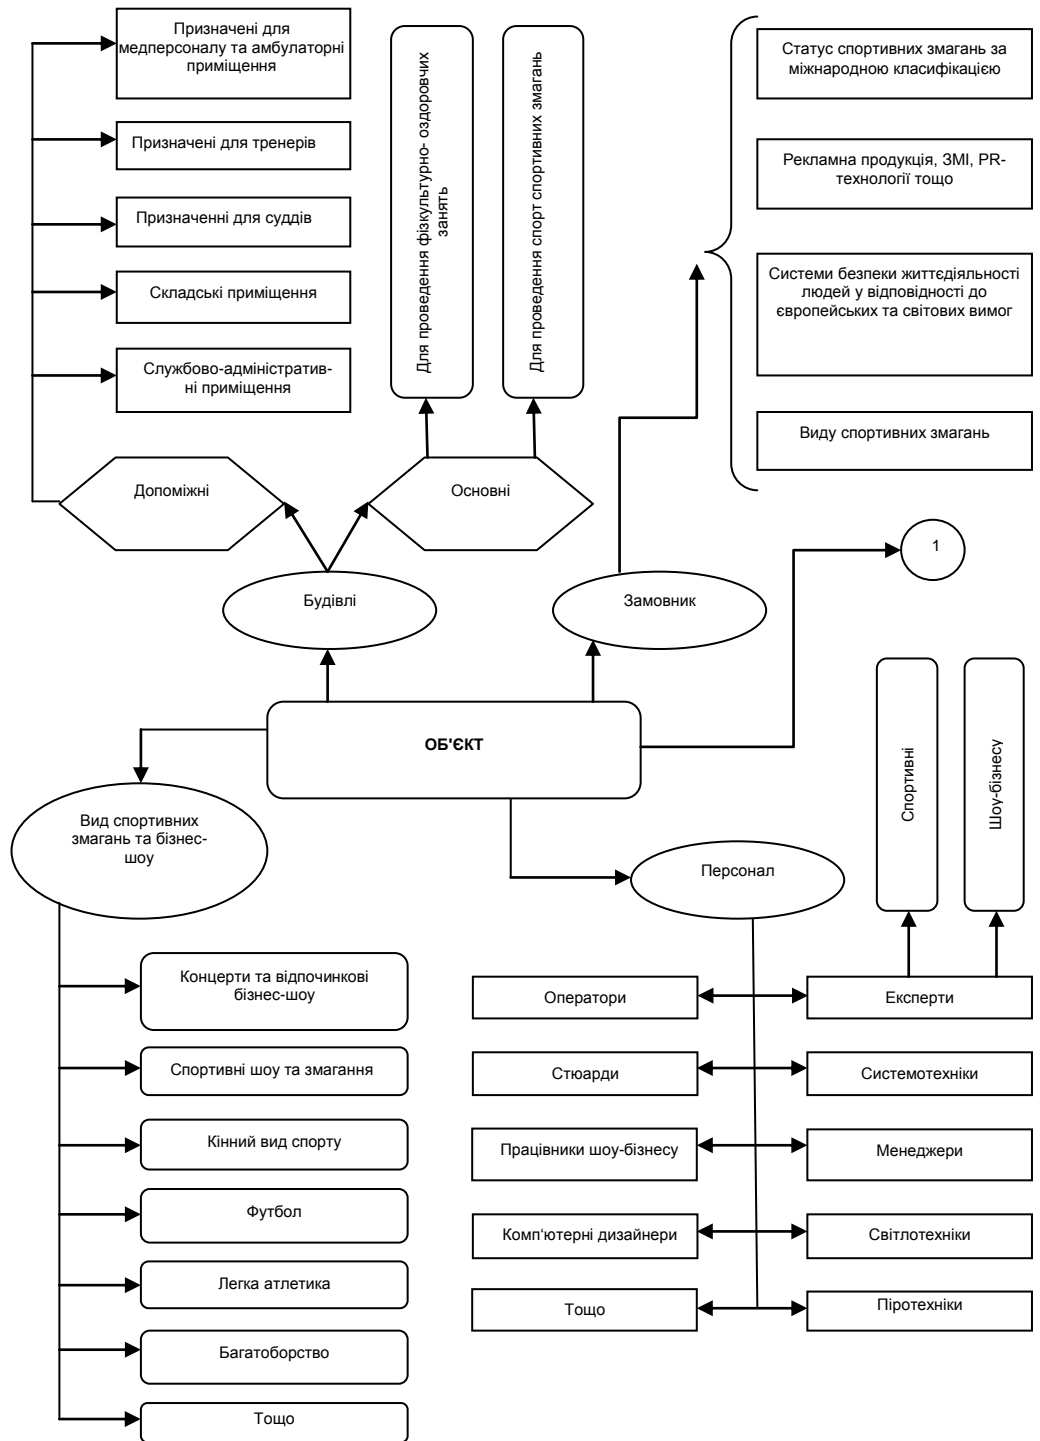 Призначені для
медперсоналу та амбулаторні
приміщення
Призначені для тренерів
Призначенні для суддів
Складські приміщення
Службово-адміністратив-
ні приміщення
Для проведення фізкультурно- оздоровчих
занять
Для проведення спорт спортивних змагань
Статус спортивних змагань за
міжнародною класифікацією
Рекламна продукція, ЗМІ, PR-
технології тощо
Системи безпеки життєдіяльності
людей у відповідності до
європейських та світових вимог
Виду спортивних змагань
Допоміжні
Основні
1
Будівлі
Замовник
ОБ'ЄКТ
Спортивні
Шоу-бізнесу
Вид спортивних
змагань та бізнес-
шоу
Персонал
Концерти та відпочинкові
бізнес-шоу
Спортивні шоу та змагання
Кінний вид спорту
Футбол
Легка атлетика
Багатоборство
Тощо
Оператори
Експерти
Стюарди
Системотехніки
Працівники шоу-бізнесу
Менеджери
Комп‘ютерні дизайнери
Світлотехніки
Тощо
Піротехніки